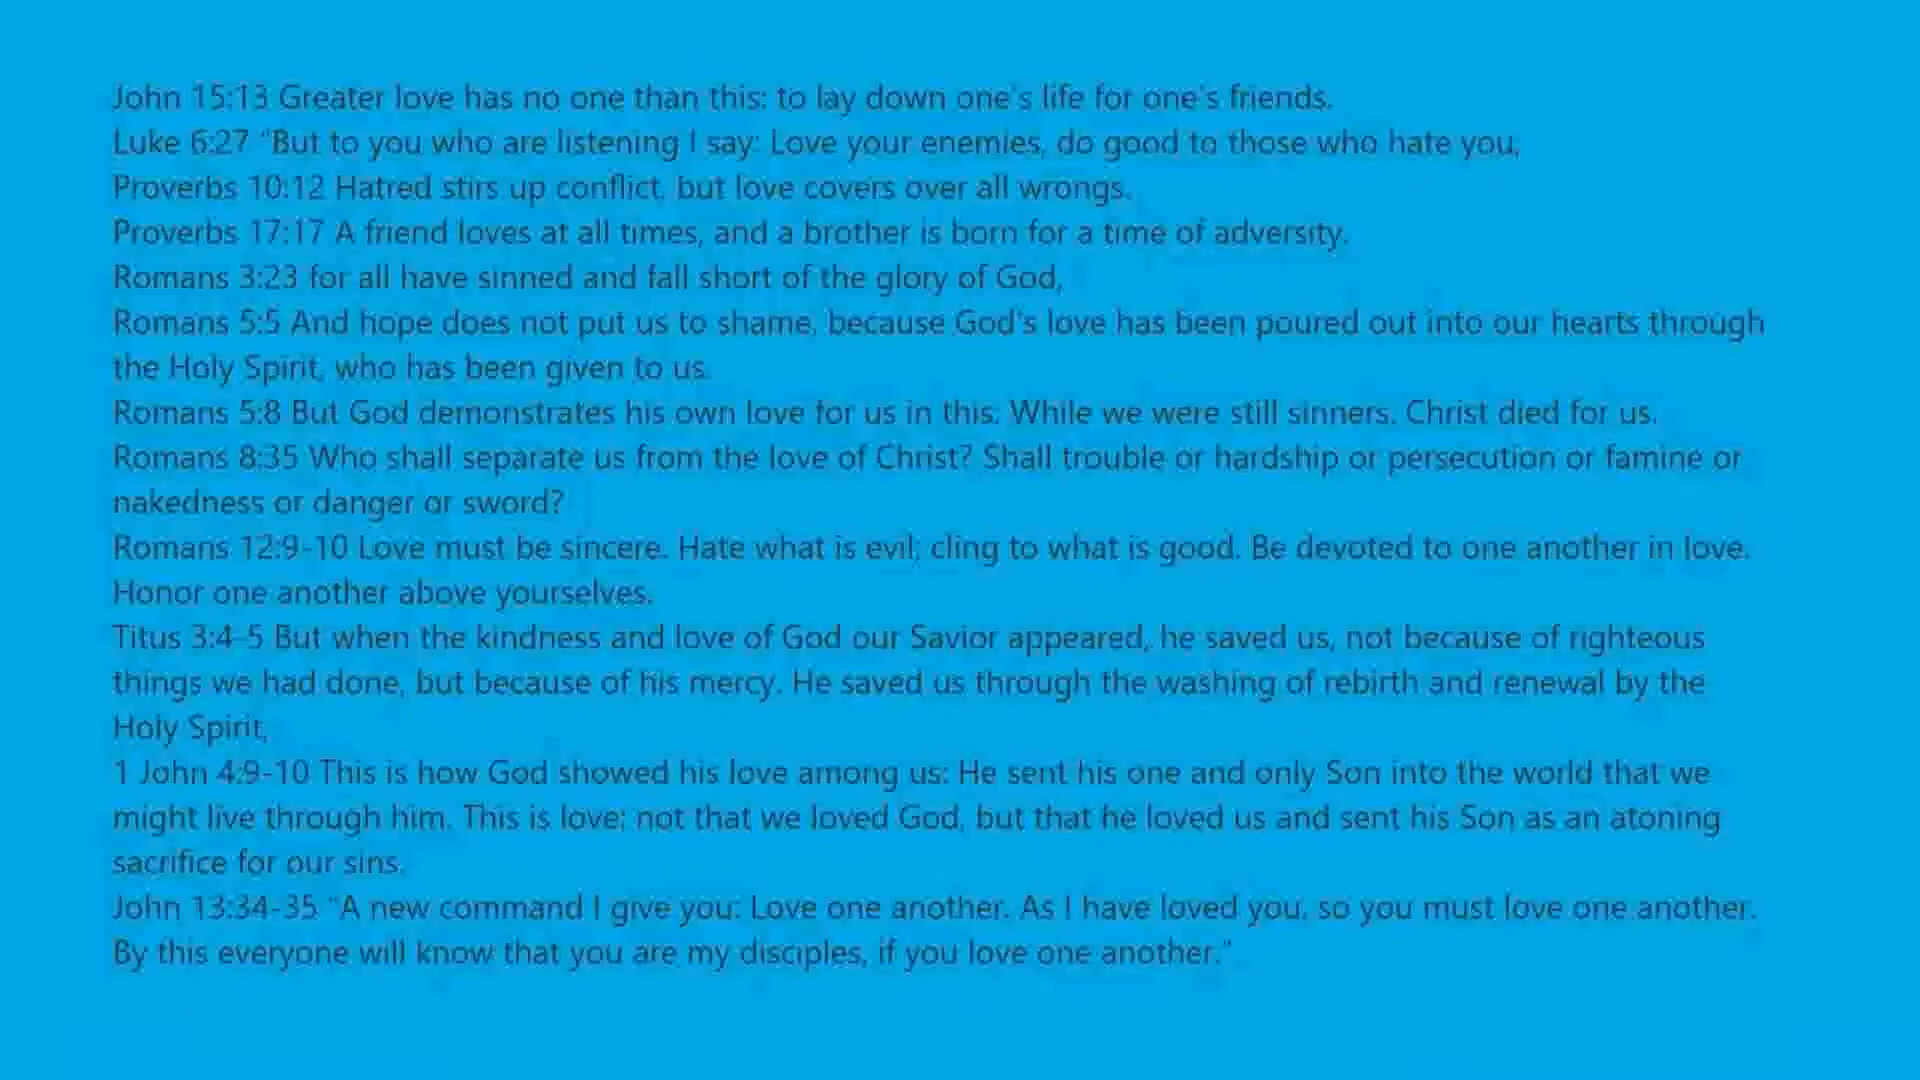 John 15:13 Greater love has no one than this: to lay down one's life for one's friends.
Luke 6:27 "But to you who are listening I say: Love your enemies, do good to those who hate you,
Proverbs 10:12 Hatred stirs up conflict, but love covers over all wrongs.
Proverbs 17:17 A friend loves at all times, and a brother is born for a time of adversity.
Romans 3:23 for all have sinned and fall short of the glory of God,
Romans 5:5 And hope does not put us to shame, because God's love has been poured out into our hearts through
the Holy Spirit, who has been given to us.
Romans 5:8 But God demonstrates his own love for us in this: While we were still sinners, Christ died for us.
Romans 8:35 Who shall separate us from the love of Christ? Shall trouble or hardship or persecution or famine or
nakedness or danger or sword?
Romans 12:9-10 Love must be sincere. Hate what is evil; cling to what is good. Be devoted to one another in love.
Honor one another above yourselves.
Titus 3:4-5 But when the kindness and love of God our Savior appeared, he saved us, not because of righteous
things we had done, but because of his mercy. He saved us through the washing of rebirth and renewal by the
Holy Spirit,
1 John 4:9-10 This is how God showed his love among us: He sent his one and only Son into the world that we
might live through him. This is love: not that we loved God, but that he loved us and sent his Son as an atoning
sacrifice for our sins.
John 13:34-35 "A new command I give you: Love one another. As I have loved you, so you must love one another.
By this everyone will know that you are my disciples, if you love one another."